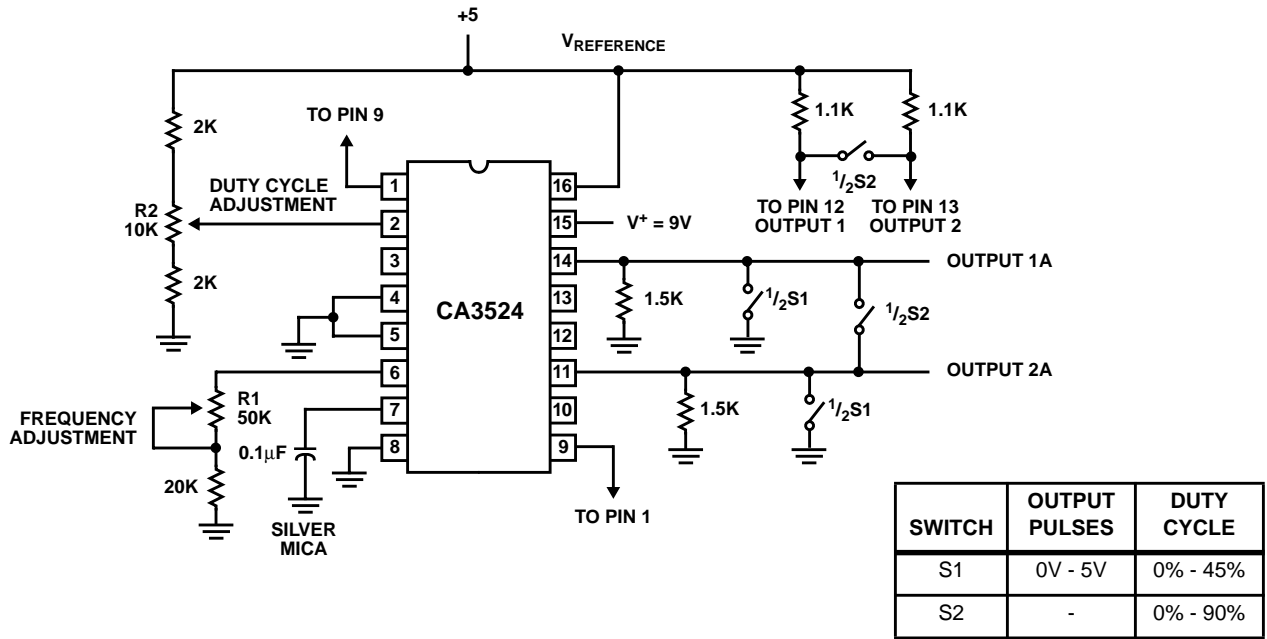 +5
VREFERENCE
2K
TO PIN 9
1.1K
1.1K
1/2S2
DUTY CYCLE
ADJUSTMENT
R2
10K
TO PIN 12
OUTPUT 1
TO PIN 13
OUTPUT 2
2K
CA3524
1
2
3
4
5
6
7
8
16
15
14
13
12
11
10
9
V+ = 9V
OUTPUT 1A
1.5K
1/2S1
1/2S2
OUTPUT 2A
1.5K
1/2S1
FREQUENCY
ADJUSTMENT
R1
50K
0.1μF
20K
SILVER
MICA
TO PIN 1
SWITCH OUTPUT PULSES DUTY CYCLE
S1 0V - 5V 0% - 45%
S2 - 0% - 90%